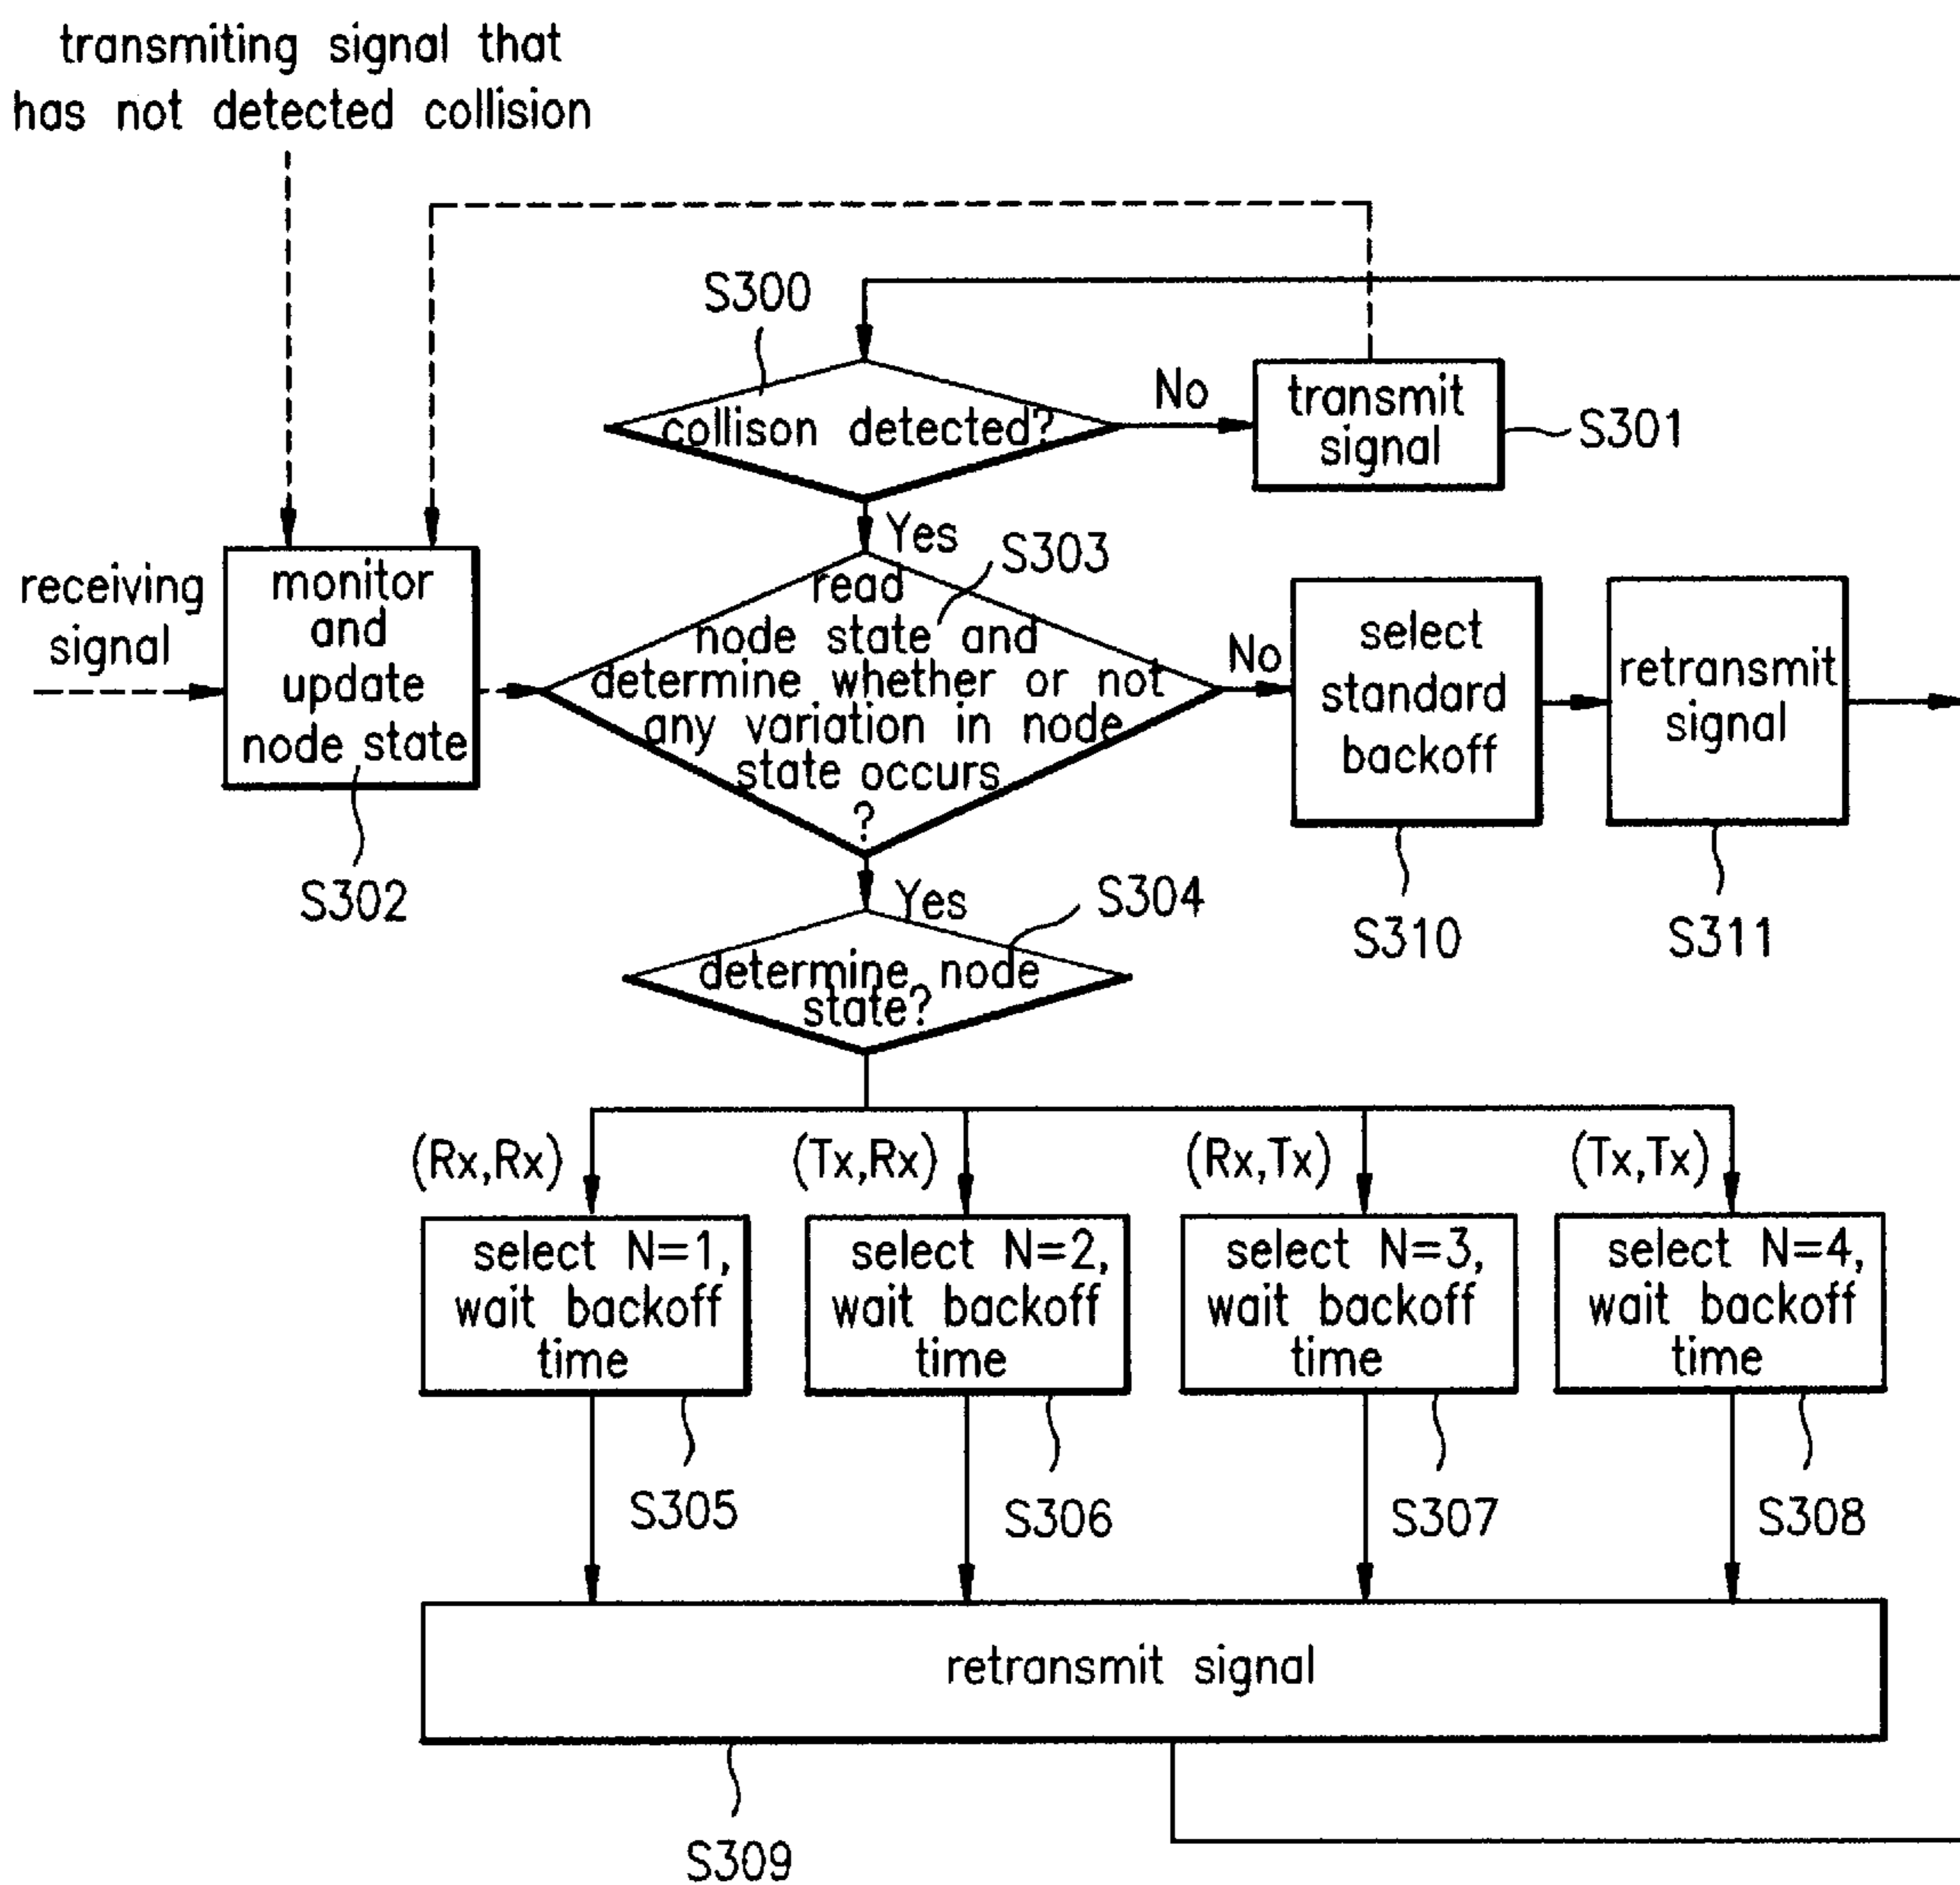 transmiting signal that
has not detected collision
S300
collison detected?
No
transmit
signal
S301
Yes
S303
receiving
signal
monitor
and
update
node state
S302
read
node state and
determine whether or not
any variation in node
state occurs
?
No
select
standard
backoff
S310
retransmit
signal
S311
Yes
S304
determine node
state?
(Rx,Rx)
(Tx,Rx)
(Rx,Tx)
(Tx,Tx)
select N=1,
wait backoff
time
select N=2,
wait backoff
time
select N=3,
wait backoff
time
select N=4,
wait backoff
time
S305
S306
S307
S308
retransmit signal
S309